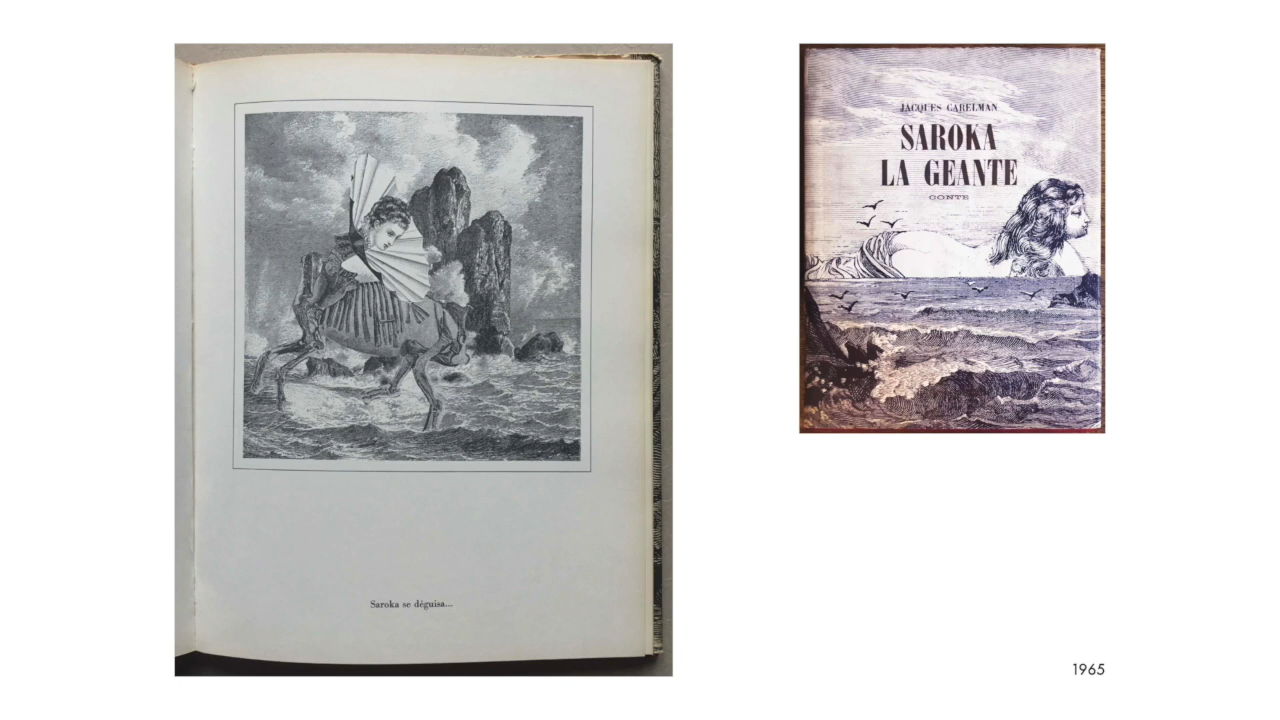 Saroka se déguisa...
JACQUES CARELMAN
SAROKA
LA GEANTE
CONTE
1965